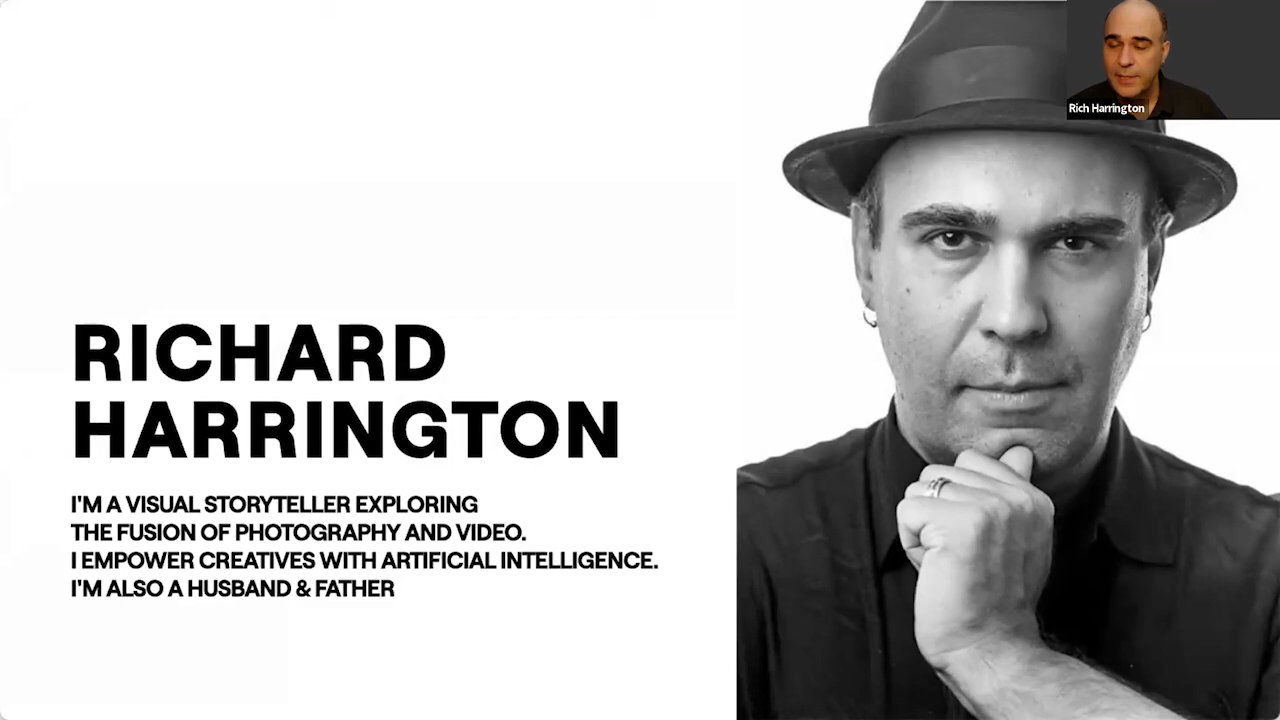 Rich Harrington
RICHARD
HARRINGTON
I'M A VISUAL STORYTELLER EXPLORING
THE FUSION OF PHOTOGRAPHY AND VIDEO.
I EMPOWER CREATIVES WITH ARTIFICIAL INTELLIGENCE.
I'M ALSO A HUSBAND & FATHER